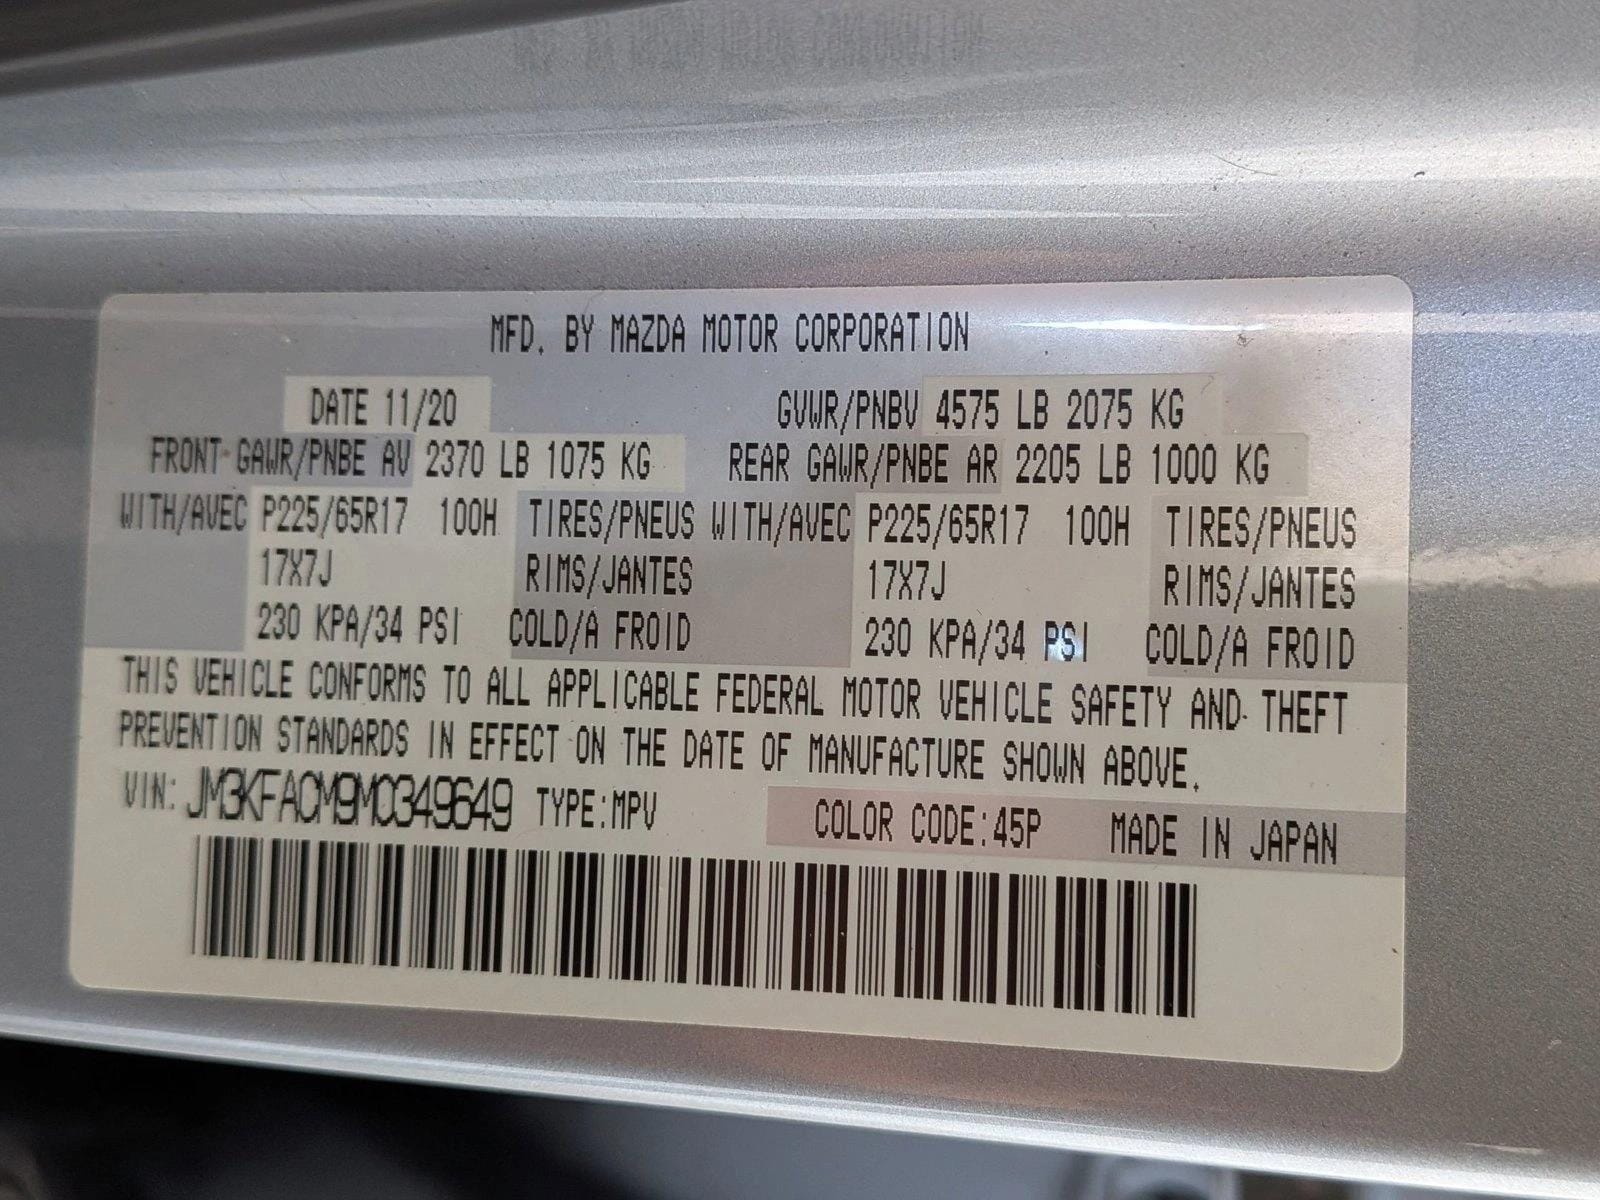 MFD. BY MAZDA MOTOR CORPORATION
DATE 11/20 GVWR/PNBV 4575 LB 2075 KG
FRONT GAWR/PNBE AV 2370 LB 1075 KG REAR GAWR/PNBE AR 2205 LB 1000 KG
WITH/AVEC P225/65R17 100H TIRES/PNEUS WITH/AVEC P225/65R17 100H TIRES/PNEUS
17X7J RIMS/JANTES 17X7J RIMS/JANTES
230 KPA/34 PSI COLD/A FROID 230 KPA/34 PSI COLD/A FROID
THIS VEHICLE CONFORMS TO ALL APPLICABLE FEDERAL MOTOR VEHICLE SAFETY AND THEFT
PREVENTION STANDARDS IN EFFECT ON THE DATE OF MANUFACTURE SHOWN ABOVE.
VIN: JM3KFACM9M0349649 TYPE:MPV COLOR CODE:45P MADE IN JAPAN